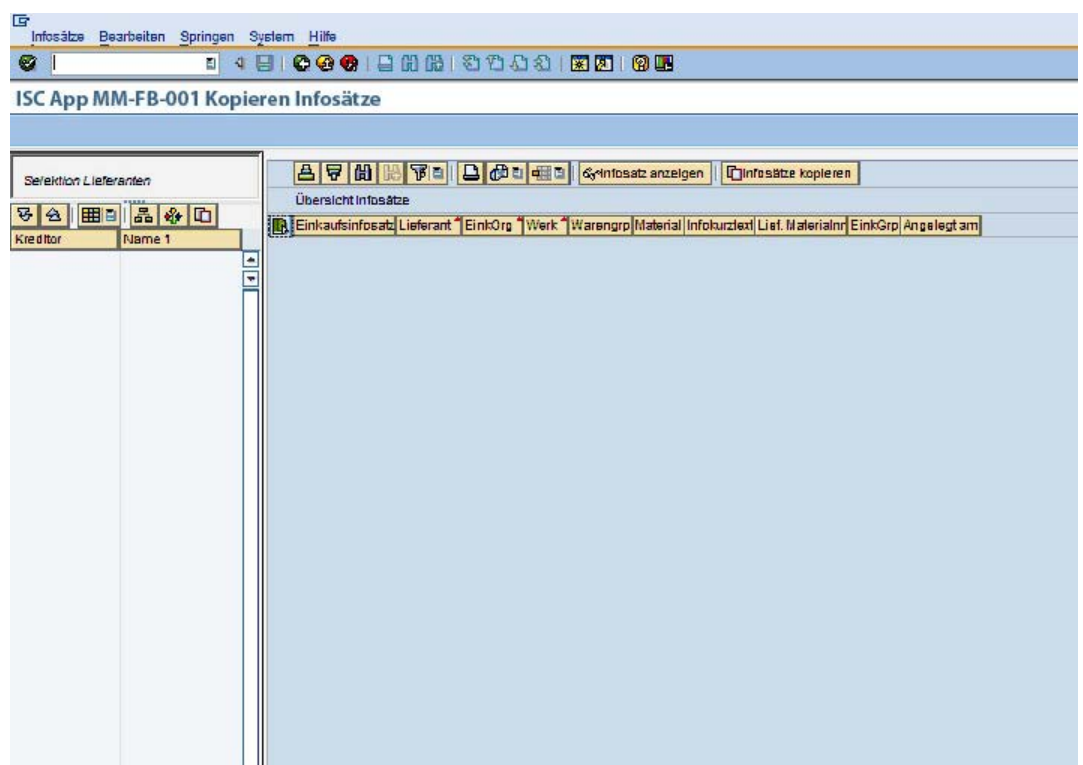 Infosätze Bearbeiten Springen System Hilfe
ISC App MM-FB-001 Kopieren Infosätze
Selektion Lieferanten
Infosatz anzeigen Infosätze kopieren
Übersicht Infosätze
Kreditor Name 1
Einkaufsinfosatz Lieferant EinkOrg Werk Warengrp Material Infokurztext Lief. Materialnr EinkGrp Angelegt am